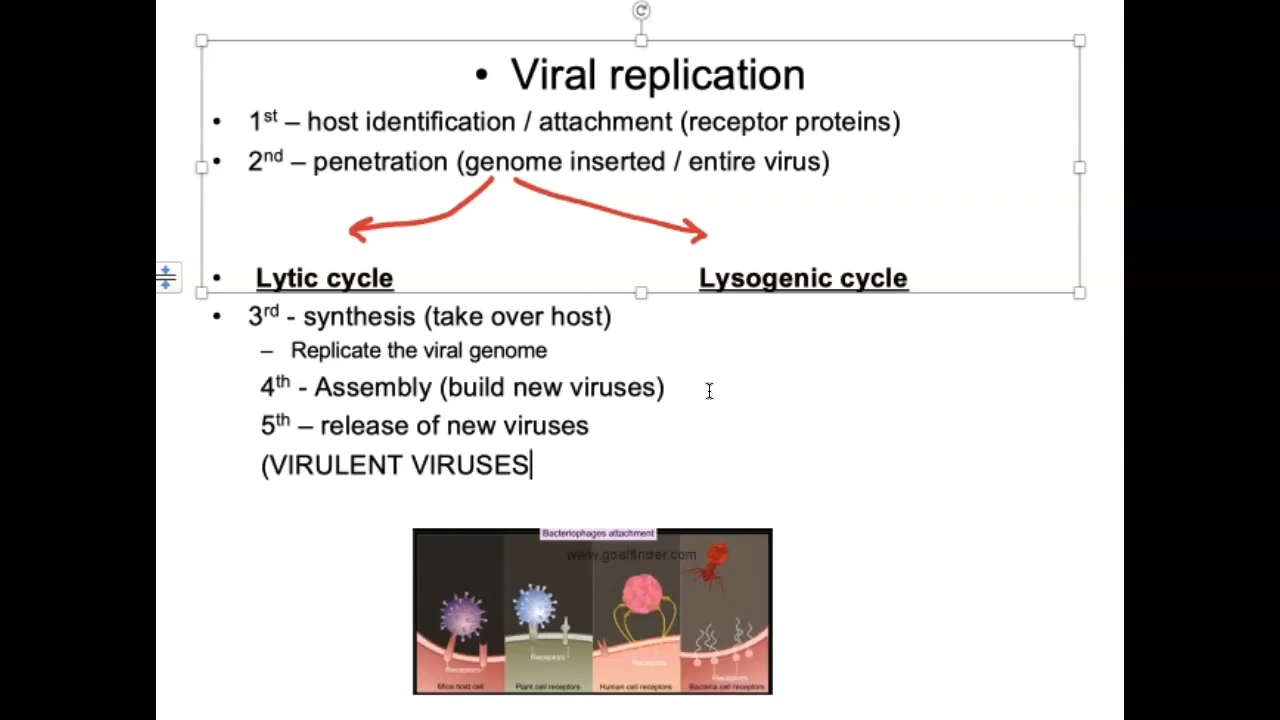 • Viral replication
• 1st – host identification / attachment (receptor proteins)
• 2nd – penetration (genome inserted / entire virus)
• Lytic cycle Lysogenic cycle
• 3rd - synthesis (take over host)
– Replicate the viral genome
4th - Assembly (build new viruses)
5th – release of new viruses
(VIRULENT VIRUSES
Bacteriophages attachment
www.goalfinder.com
Receptors Receptors Receptors Receptors
Mice host cell Plant cell receptors Human cell receptors Bacteria cell receptors